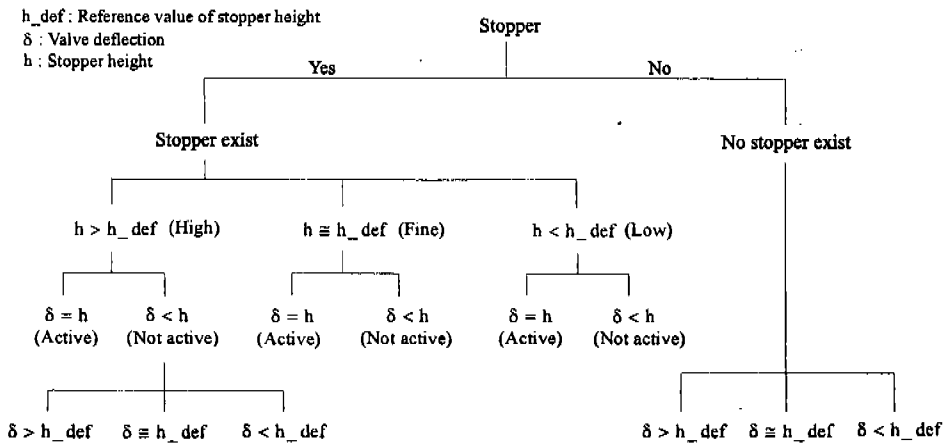 h_def : Reference value of stopper height
δ : Valve deflection
h : Stopper height
Stopper
Yes No
Stopper exist No stopper exist
h > h_def (High) h ≅ h_def (Fine) h < h_def (Low)
δ = h δ < h δ = h δ < h δ = h δ < h
(Active) (Not active) (Active) (Not active) (Active) (Not active)
δ > h_def δ ≅ h_def δ < h_def δ > h_def δ ≅ h_def δ < h_def